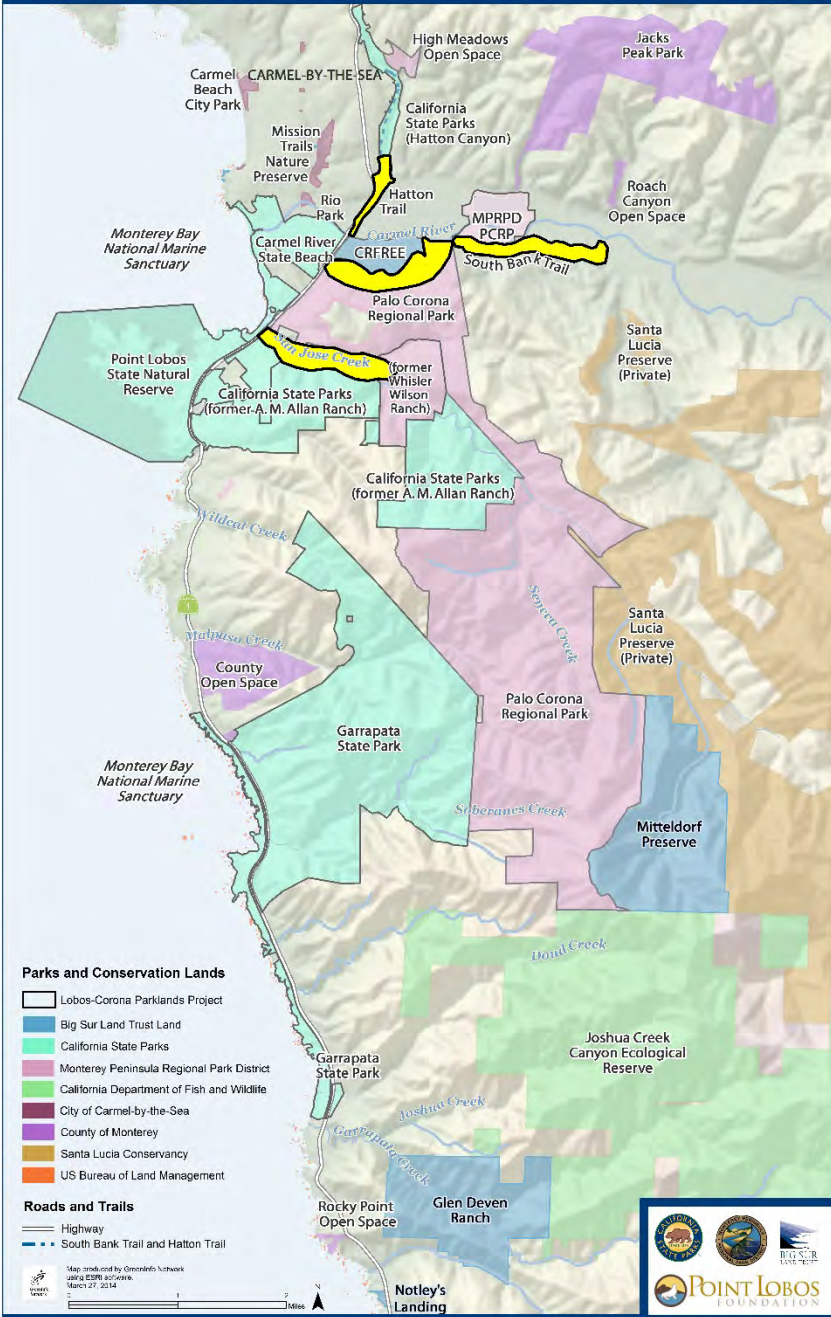 High Meadows
Open Space
Jacks
Peak Park
Carmel
Beach
City Park
CARMEL-BY-THE-SEA
California
State Parks
(Hatton Canyon)
Mission
Trails
Nature
Preserve
Roach
Canyon
Open Space
Rio
Park
Hatton
Trail
MPRPD
PCRP
Monterey Bay
National Marine
Sanctuary
Carmel River
State Beach
Carmel River
CRFREE
South Bank Trail
Palo Corona
Regional Park
Santa
Lucia
Preserve
(Private)
Point Lobos
State Natural
Reserve
San Jose Creek
(former
Whisler
Wilson
Ranch)
California State Parks
(former A. M. Allan Ranch)
California State Parks
(former A. M. Allan Ranch)
Wildcat Creek
Seneca Creek
1
Malpaso Creek
County
Open Space
Santa
Lucia
Preserve
(Private)
Palo Corona
Regional Park
Garrapata
State Park
Monterey Bay
National Marine
Sanctuary
Soberanes Creek
Mitteldorf
Preserve
Doud Creek
Joshua Creek
Canyon Ecological
Reserve
Garrapata
State Park
Joshua Creek
Garrapata Creek
Rocky Point
Open Space
Glen Deven
Ranch
Notley's
Landing
Parks and Conservation Lands
Lobos-Corona Parklands Project
Big Sur Land Trust Land
California State Parks
Monterey Peninsula Regional Park District
California Department of Fish and Wildlife
City of Carmel-by-the-Sea
County of Monterey
Santa Lucia Conservancy
US Bureau of Land Management
Roads and Trails
Highway
South Bank Trail and Hatton Trail
GreenInfo
Network
Map produced by GreenInfo Network
using ESRI software.
March 27, 2014
0 1 2
Miles
N
CALIFORNIA
STATE PARKS
BIG SUR
LAND TRUST
POINT LOBOS
FOUNDATION